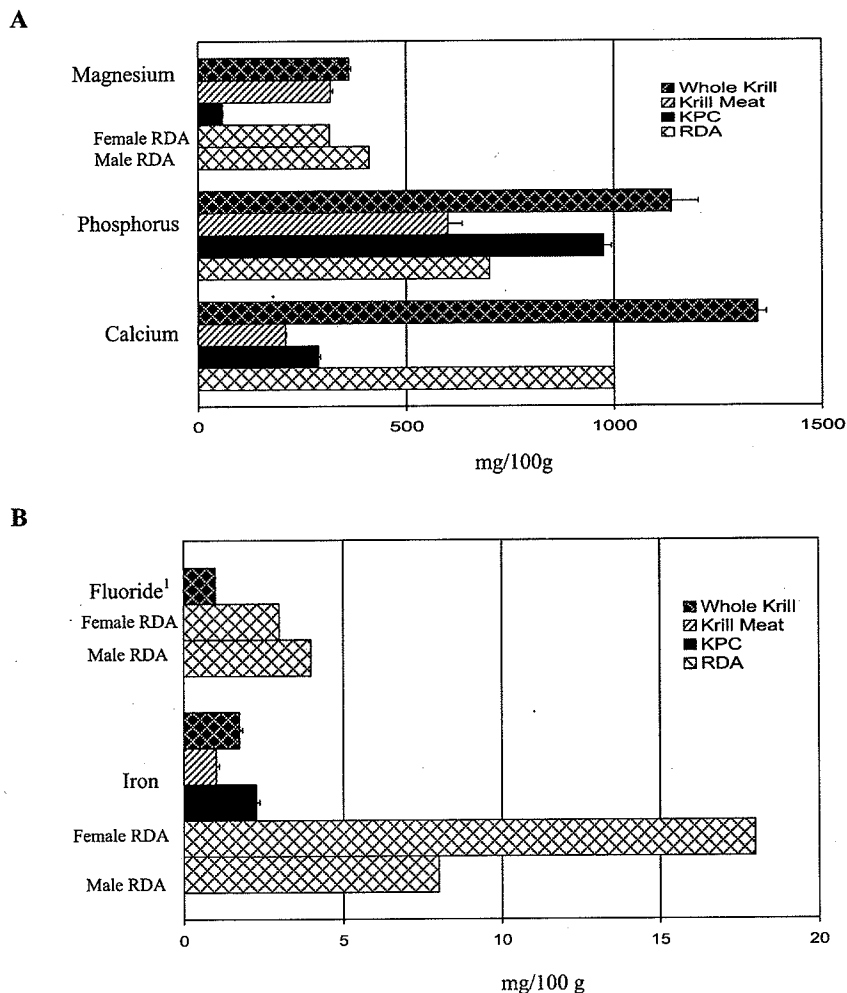 A
Magnesium
Female RDA
Male RDA
Phosphorus
Calcium
Whole Krill
Krill Meat
KPC
RDA
0 500 1000 1500
mg/100g
B
Fluoride¹
Female RDA
Male RDA
Iron
Female RDA
Male RDA
Whole Krill
Krill Meat
KPC
RDA
0 5 10 15 20
mg/100 g